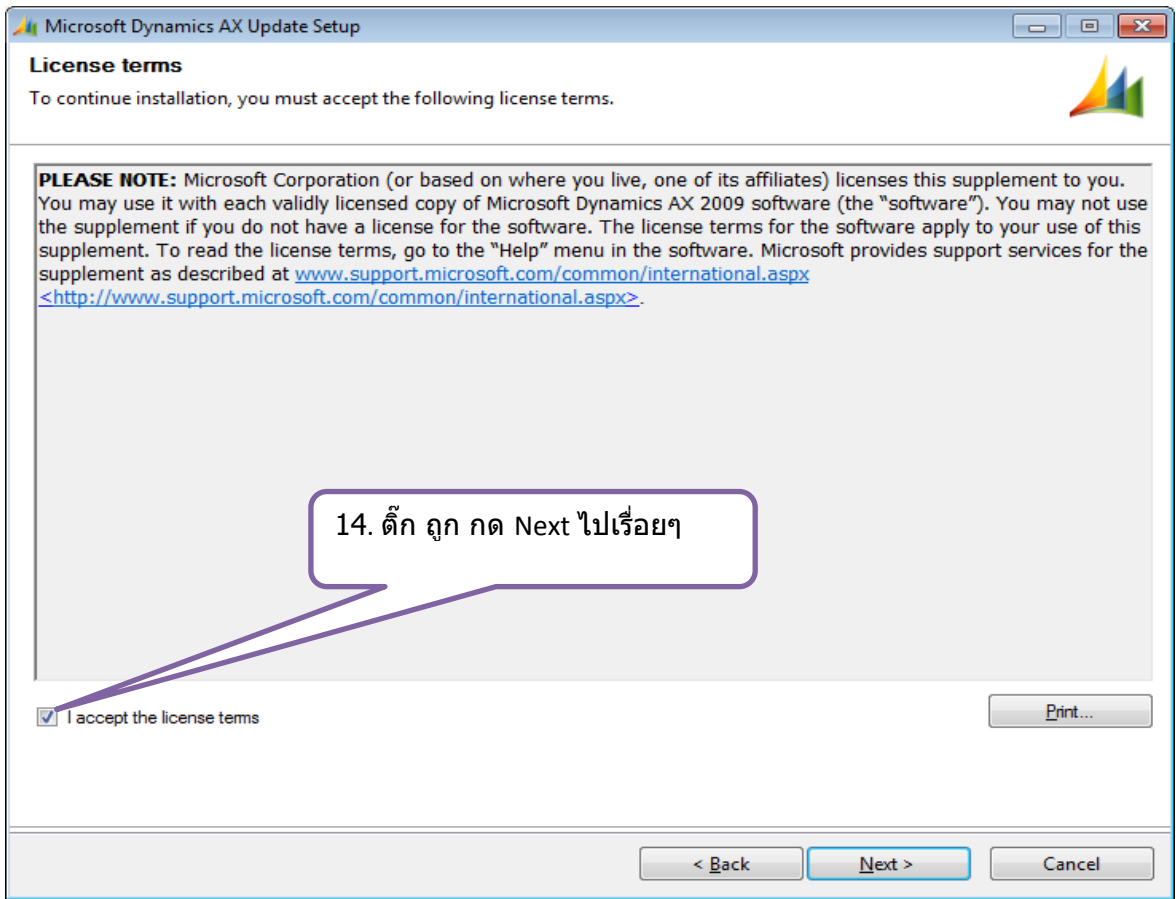 Microsoft Dynamics AX Update Setup
License terms
To continue installation, you must accept the following license terms.
PLEASE NOTE: Microsoft Corporation (or based on where you live, one of its affiliates) licenses this supplement to you.
You may use it with each validly licensed copy of Microsoft Dynamics AX 2009 software (the “software”). You may not use
the supplement if you do not have a license for the software. The license terms for the software apply to your use of this
supplement. To read the license terms, go to the “Help” menu in the software. Microsoft provides support services for the
supplement as described at www.support.microsoft.com/common/international.aspx
<http://www.support.microsoft.com/common/international.aspx>.
14. ติ๊ก ถูก กด Next ไปเรื่อยๆ
I accept the license terms
Print...
< Back
Next >
Cancel